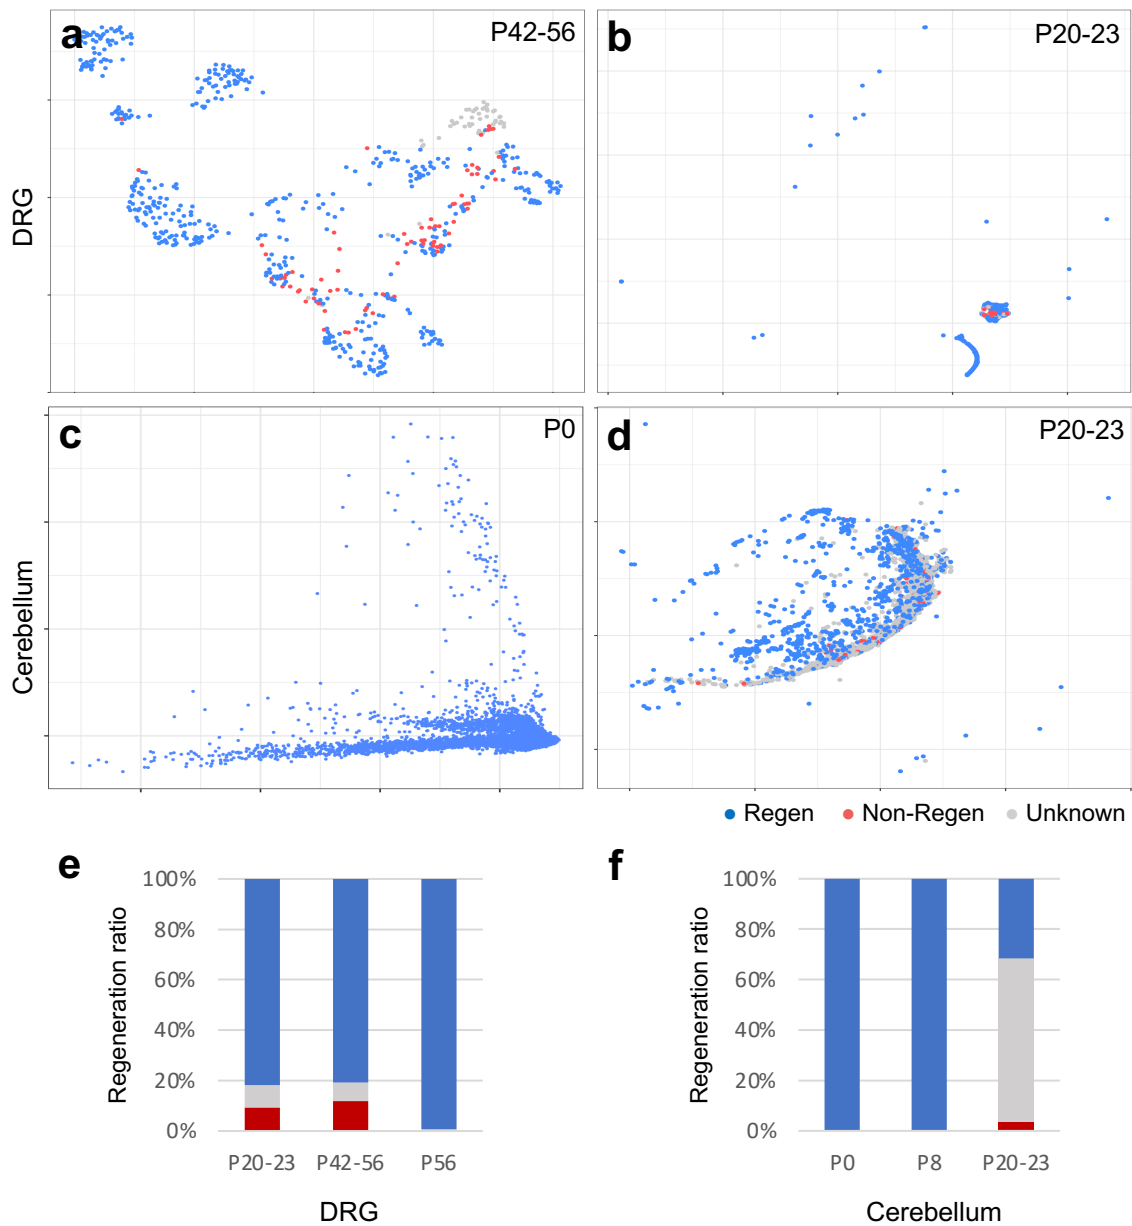 a P42-56
b P20-23
DRG
c P0
d P20-23
Cerebellum
Regen Non-Regen Unknown
e
100%
80%
60%
40%
20%
0%
Regeneration ratio
P20-23 P42-56 P56
DRG
f
100%
80%
60%
40%
20%
0%
Regeneration ratio
P0 P8 P20-23
Cerebellum